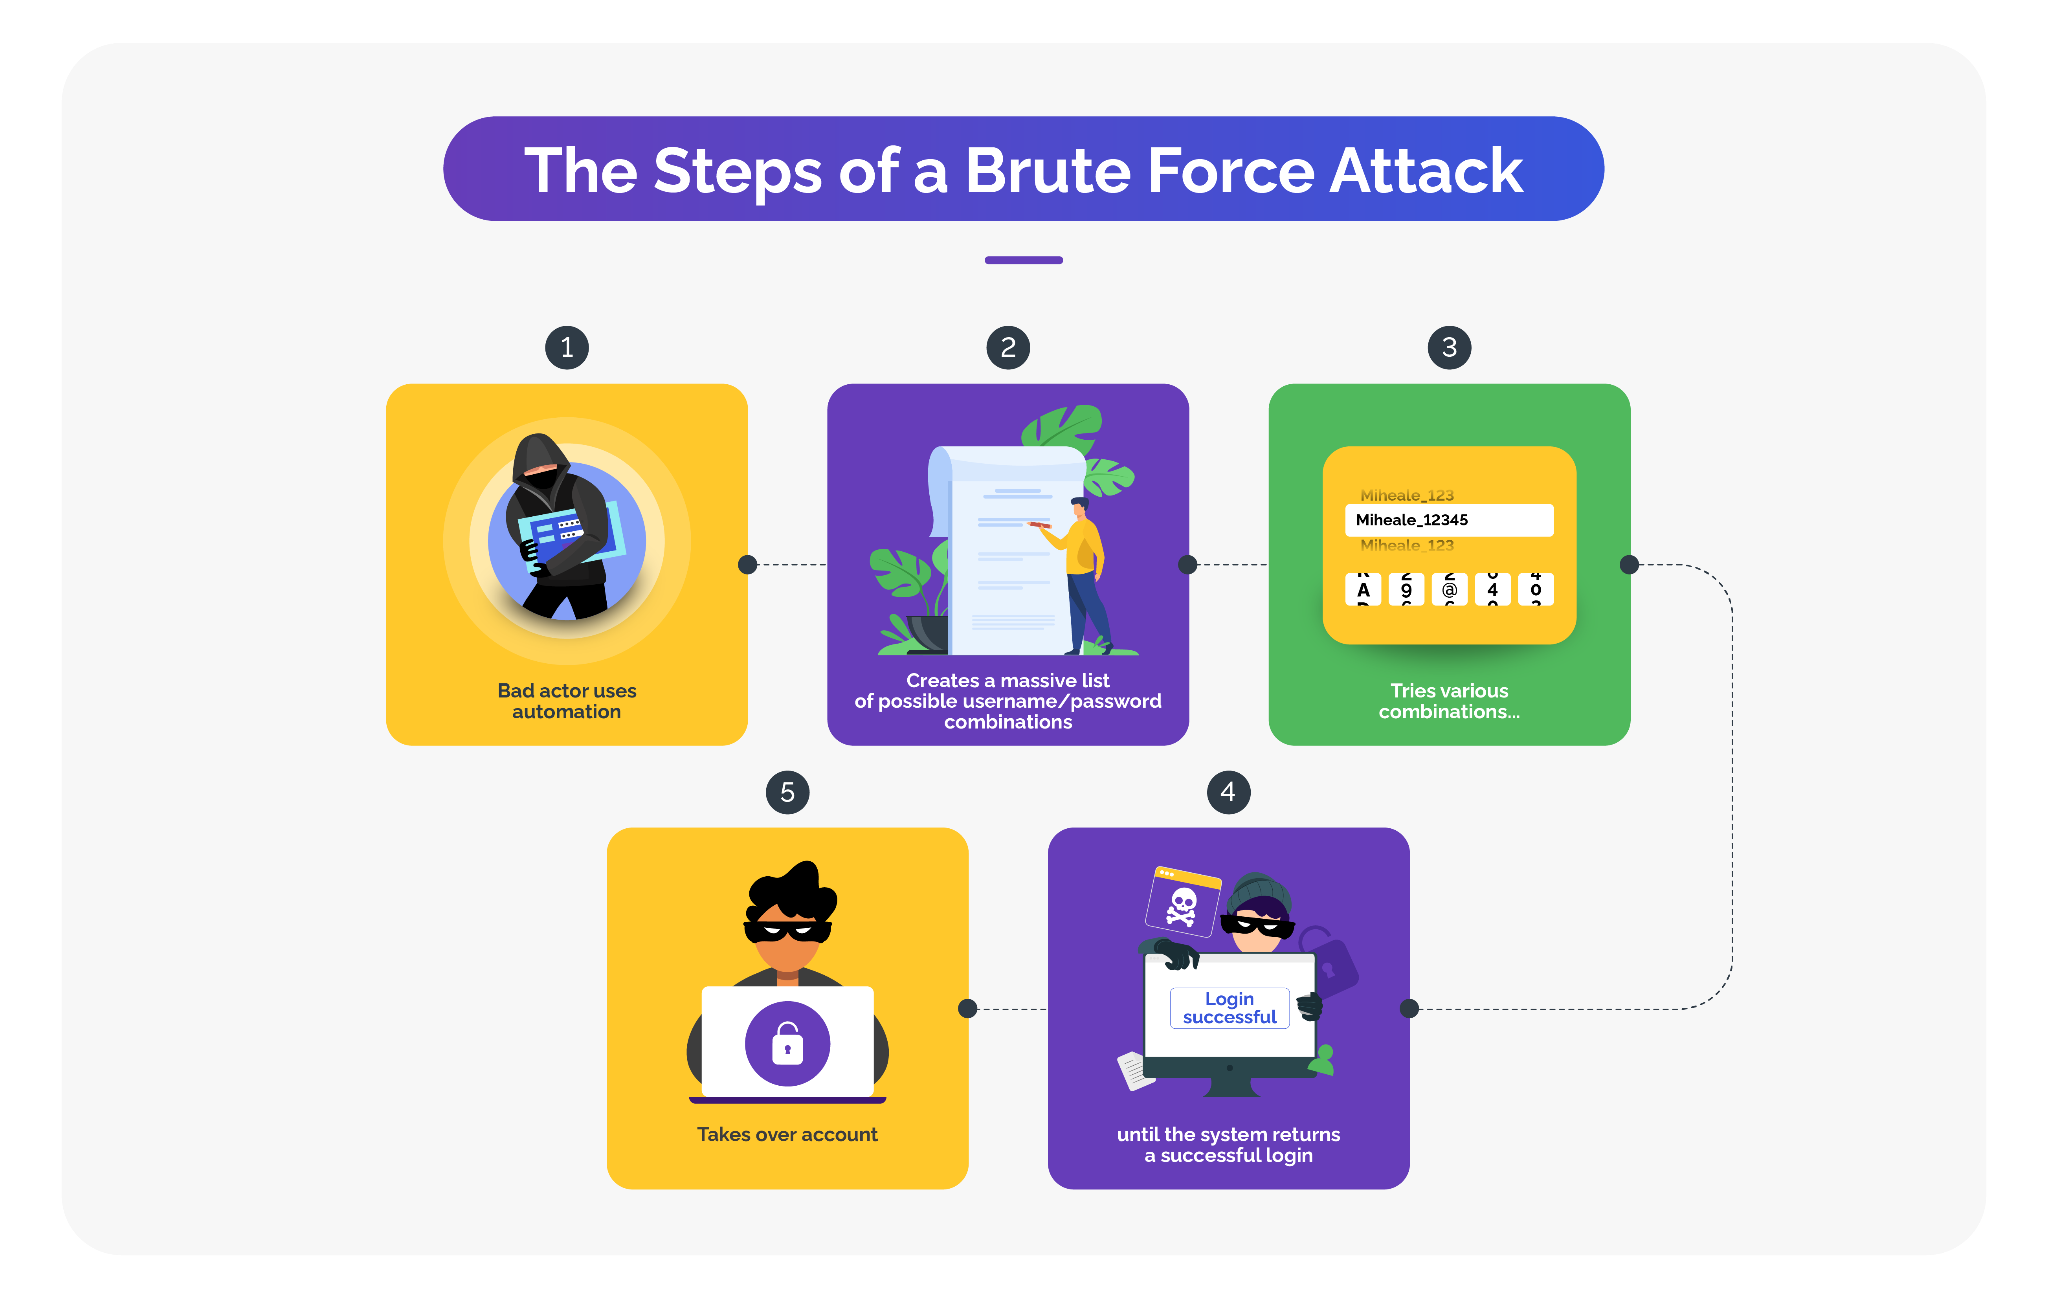 The Steps of a Brute Force Attack
1
2
3
Miheale_123
Miheale_12345
Miheale_123
A 9 @ 4 0
Bad actor uses
automation
Creates a massive list
of possible username/password
combinations
Tries various
combinations...
5
4
Login
successful
Takes over account
until the system returns
a successful login